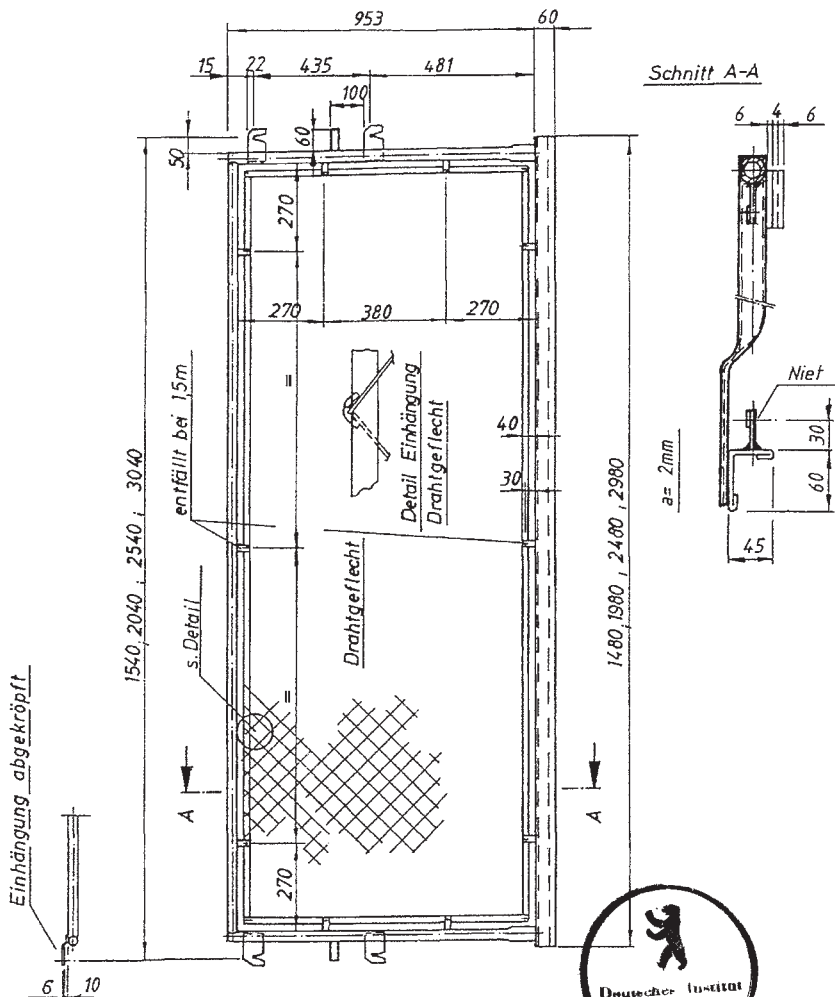 953
60
15
22
435
481
100
60
50
270
270
380
270
entfällt bei 1,5m
=
Detail Einhängung
Drahtgeflecht
40
30
1540, 2040, 2540, 3040
1480, 1980, 2480, 2980
s. Detail
Drahtgeflecht
=
Einhängung abgekröpft
A
A
270
6
10
Schnitt A-A
6
4
6
Niet
30
60
a= 2mm
45
Deutsches Institut